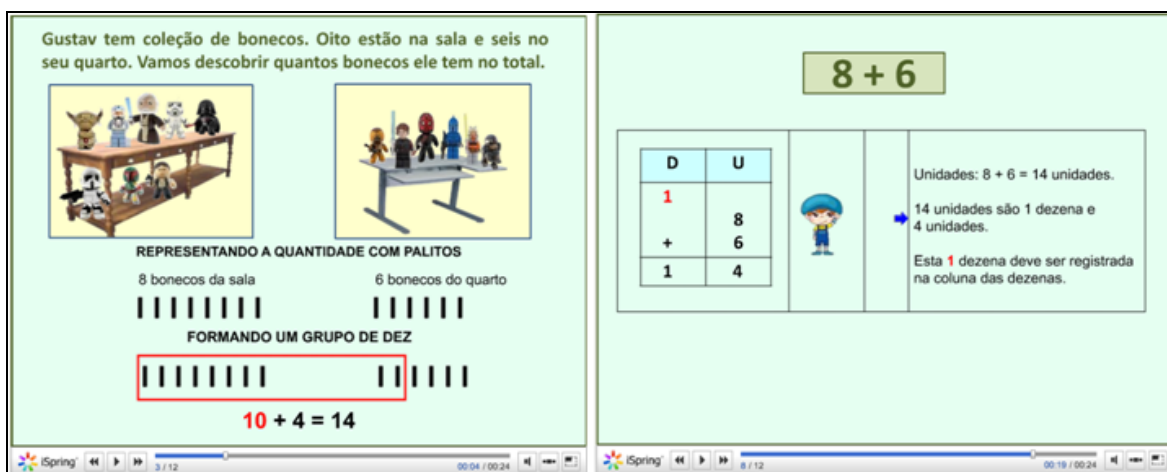 Gustav tem coleção de bonecos. Oito estão na sala e seis no
seu quarto. Vamos descobrir quantos bonecos ele tem no total.
REPRESENTANDO A QUANTIDADE COM PALITOS
8 bonecos da sala 6 bonecos do quarto
FORMANDO UM GRUPO DE DEZ
10 + 4 = 14
iSpring 3 / 12 00:04 / 00:24
8 + 6
D U
1
8
+ 6
1 4
Unidades: 8 + 6 = 14 unidades.
14 unidades são 1 dezena e
4 unidades.
Esta 1 dezena deve ser registrada
na coluna das dezenas.
iSpring 8 / 12 00:19 / 00:24